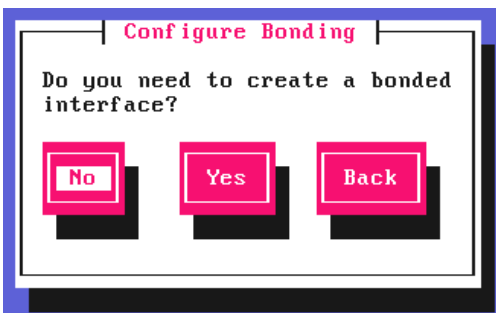 Configure Bonding
Do you need to create a bonded
interface?
No Yes Back